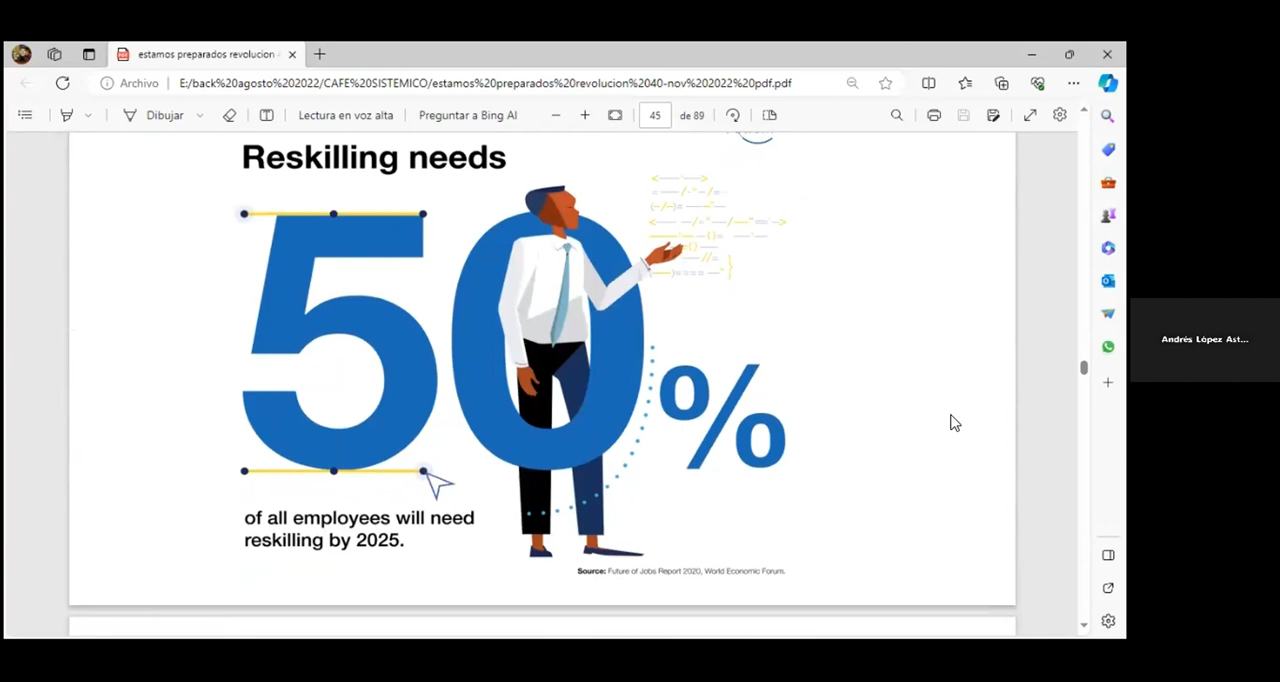 estamos preparados revolucion
Archivo
E:/back%20agosto%202022/CAFE%20SISTEMICO/estamos%20preparados%20revolucion%2040-nov%202022%20pdf.pdf
Dibujar
Lectura en voz alta
Preguntar a Bing AI
45
de 89
Reskilling needs
50%
of all employees will need
reskilling by 2025.
Source: Future of Jobs Report 2020, World Economic Forum.
Andrés López Ast...